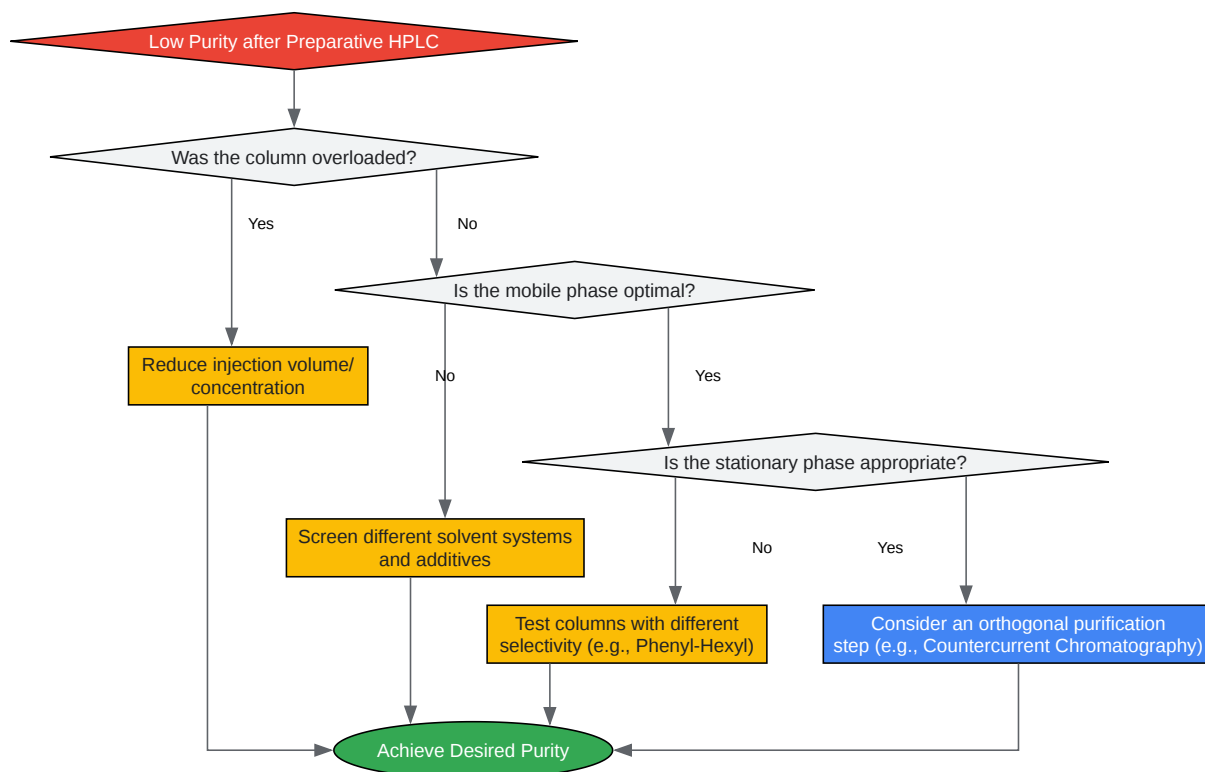 Low Purity after Preparative HPLC
Was the column overloaded?
Yes
No
Is the mobile phase optimal?
Reduce injection volume/
concentration
No
Yes
Is the stationary phase appropriate?
Screen different solvent systems
and additives
No
Yes
Test columns with different
selectivity (e.g., Phenyl-Hexyl)
Consider an orthogonal purification
step (e.g., Countercurrent Chromatography)
Achieve Desired Purity